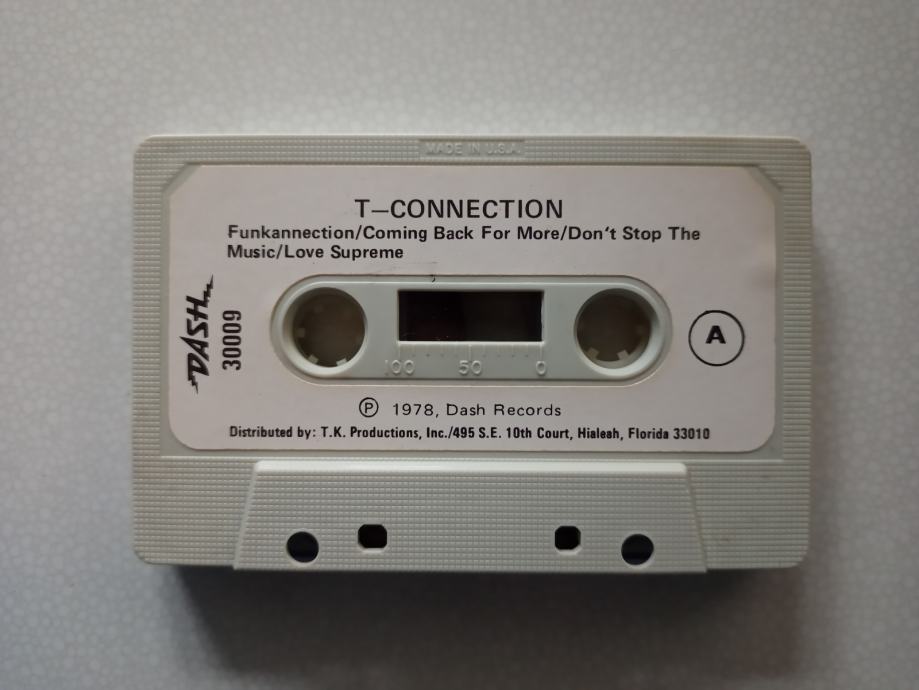 MADE IN U.S.A.
T–CONNECTION
Funkannection/Coming Back For More/Don't Stop The
Music/Love Supreme
DASH
30009
A
100 50 0
Ⓟ 1978, Dash Records
Distributed by: T.K. Productions, Inc./495 S.E. 10th Court, Hialeah, Florida 33010